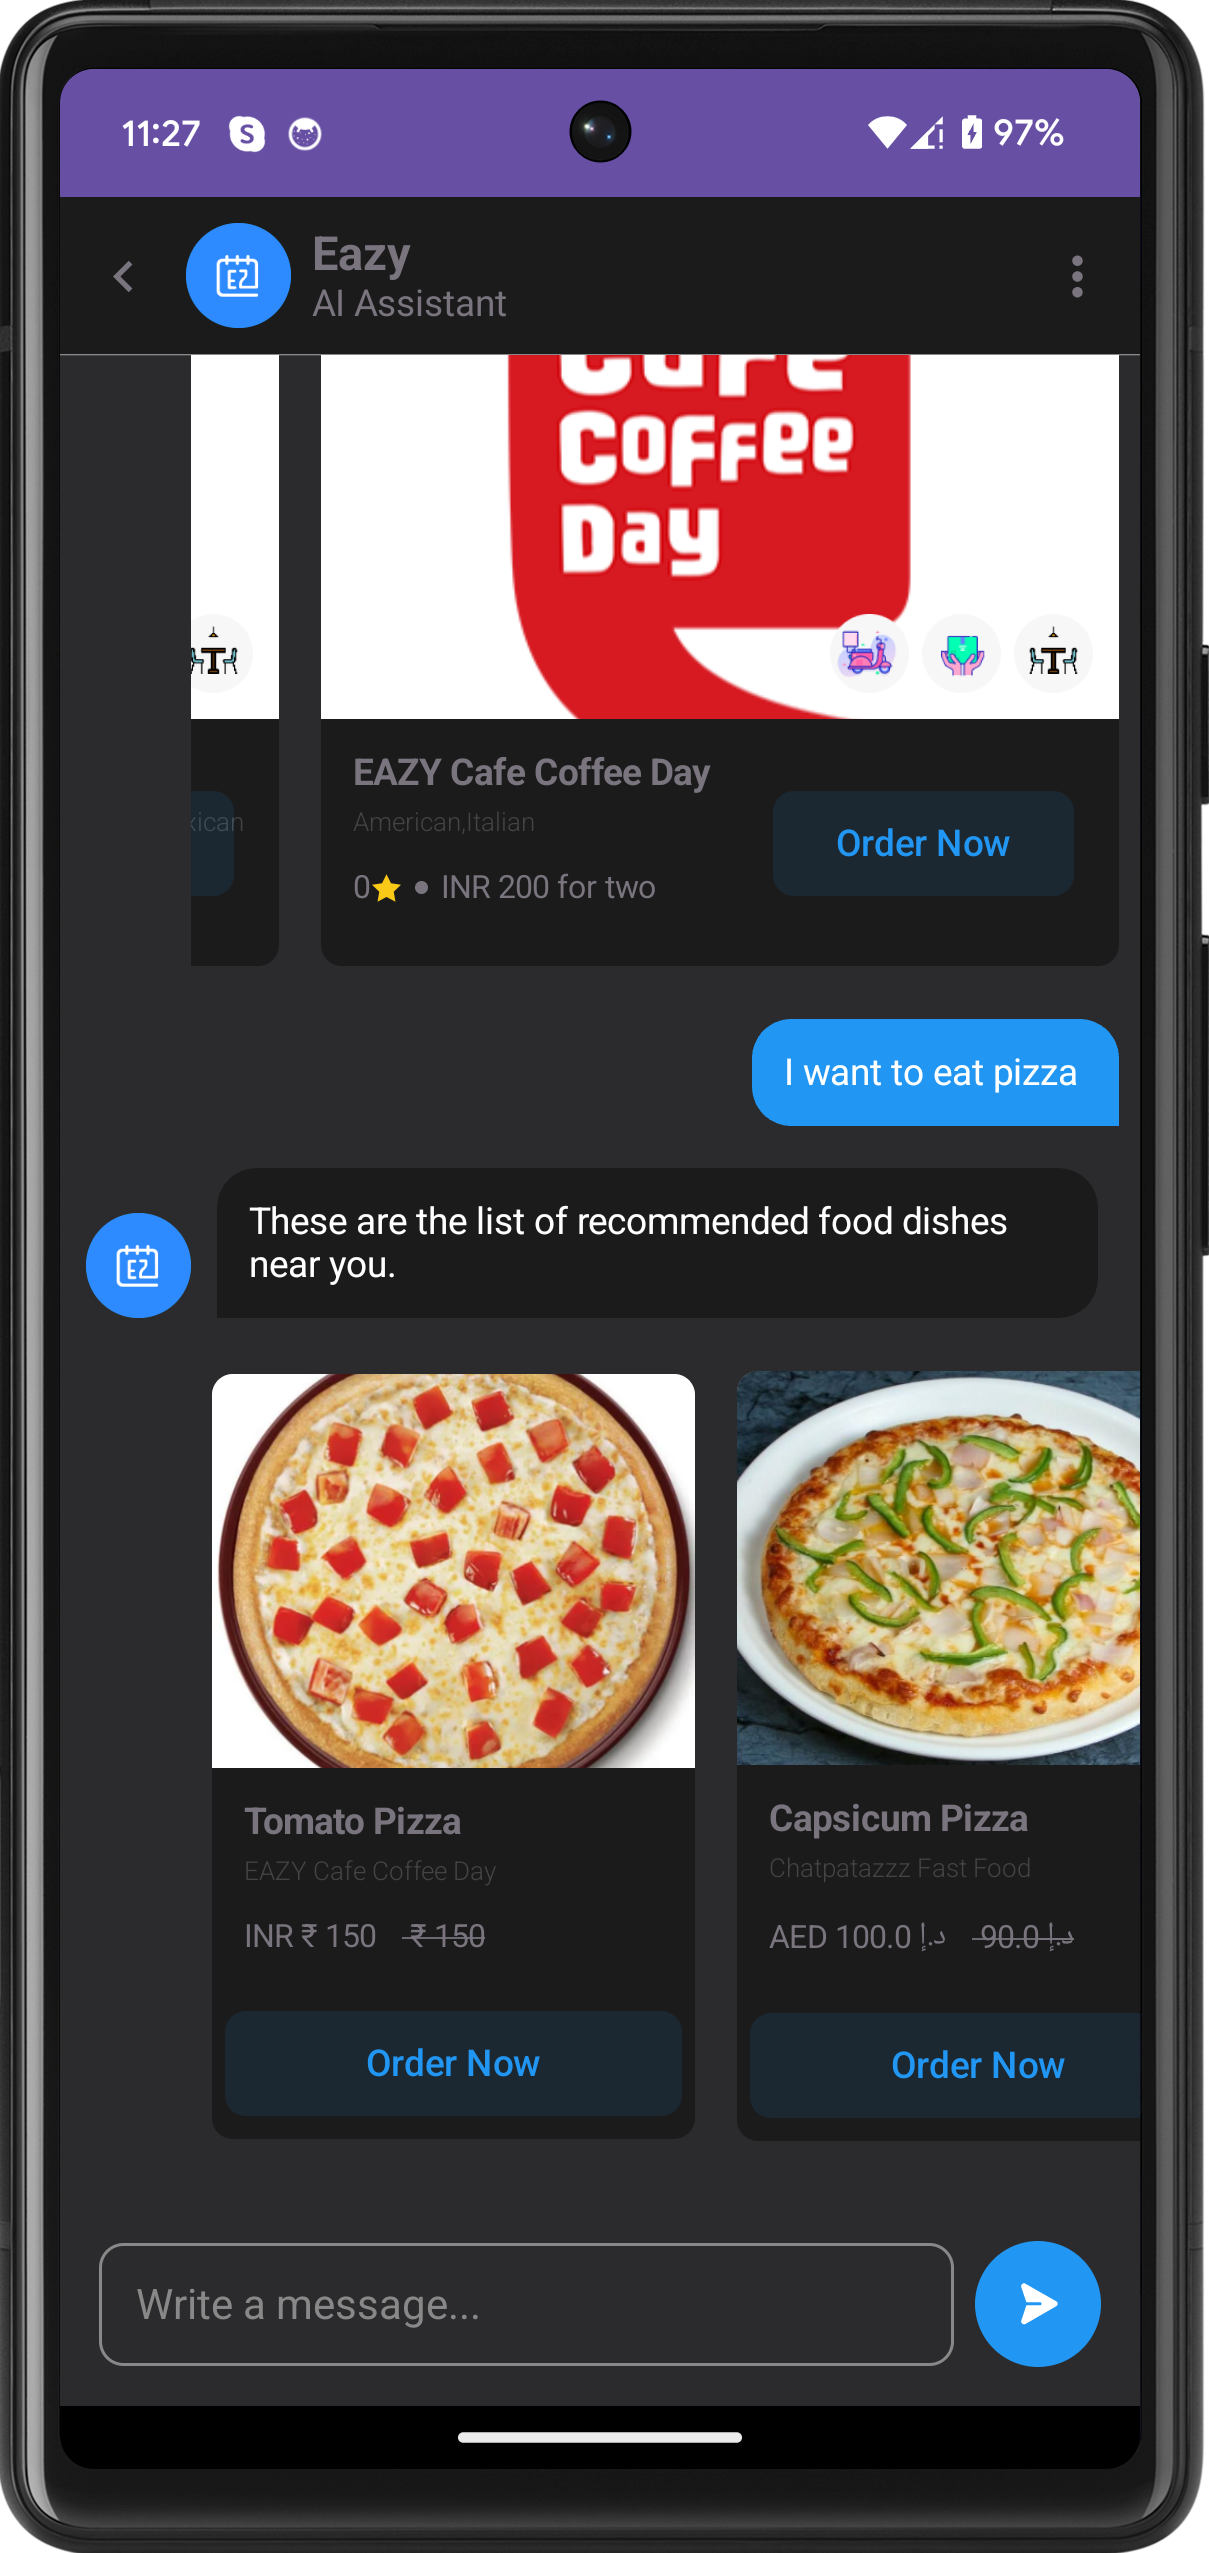 11:27
97%
Eazy
AI Assistant
Cafe
Coffee
Day
EAZY Cafe Coffee Day
American,Italian
Order Now
0 • INR 200 for two
I want to eat pizza
These are the list of recommended food dishes
near you.
Tomato Pizza
EAZY Cafe Coffee Day
INR ₹ 150 ₹ 150
Order Now
Capsicum Pizza
Chatpatazzz Fast Food
AED 100.0 د.إ 90.0 د.إ
Order Now
Write a message...